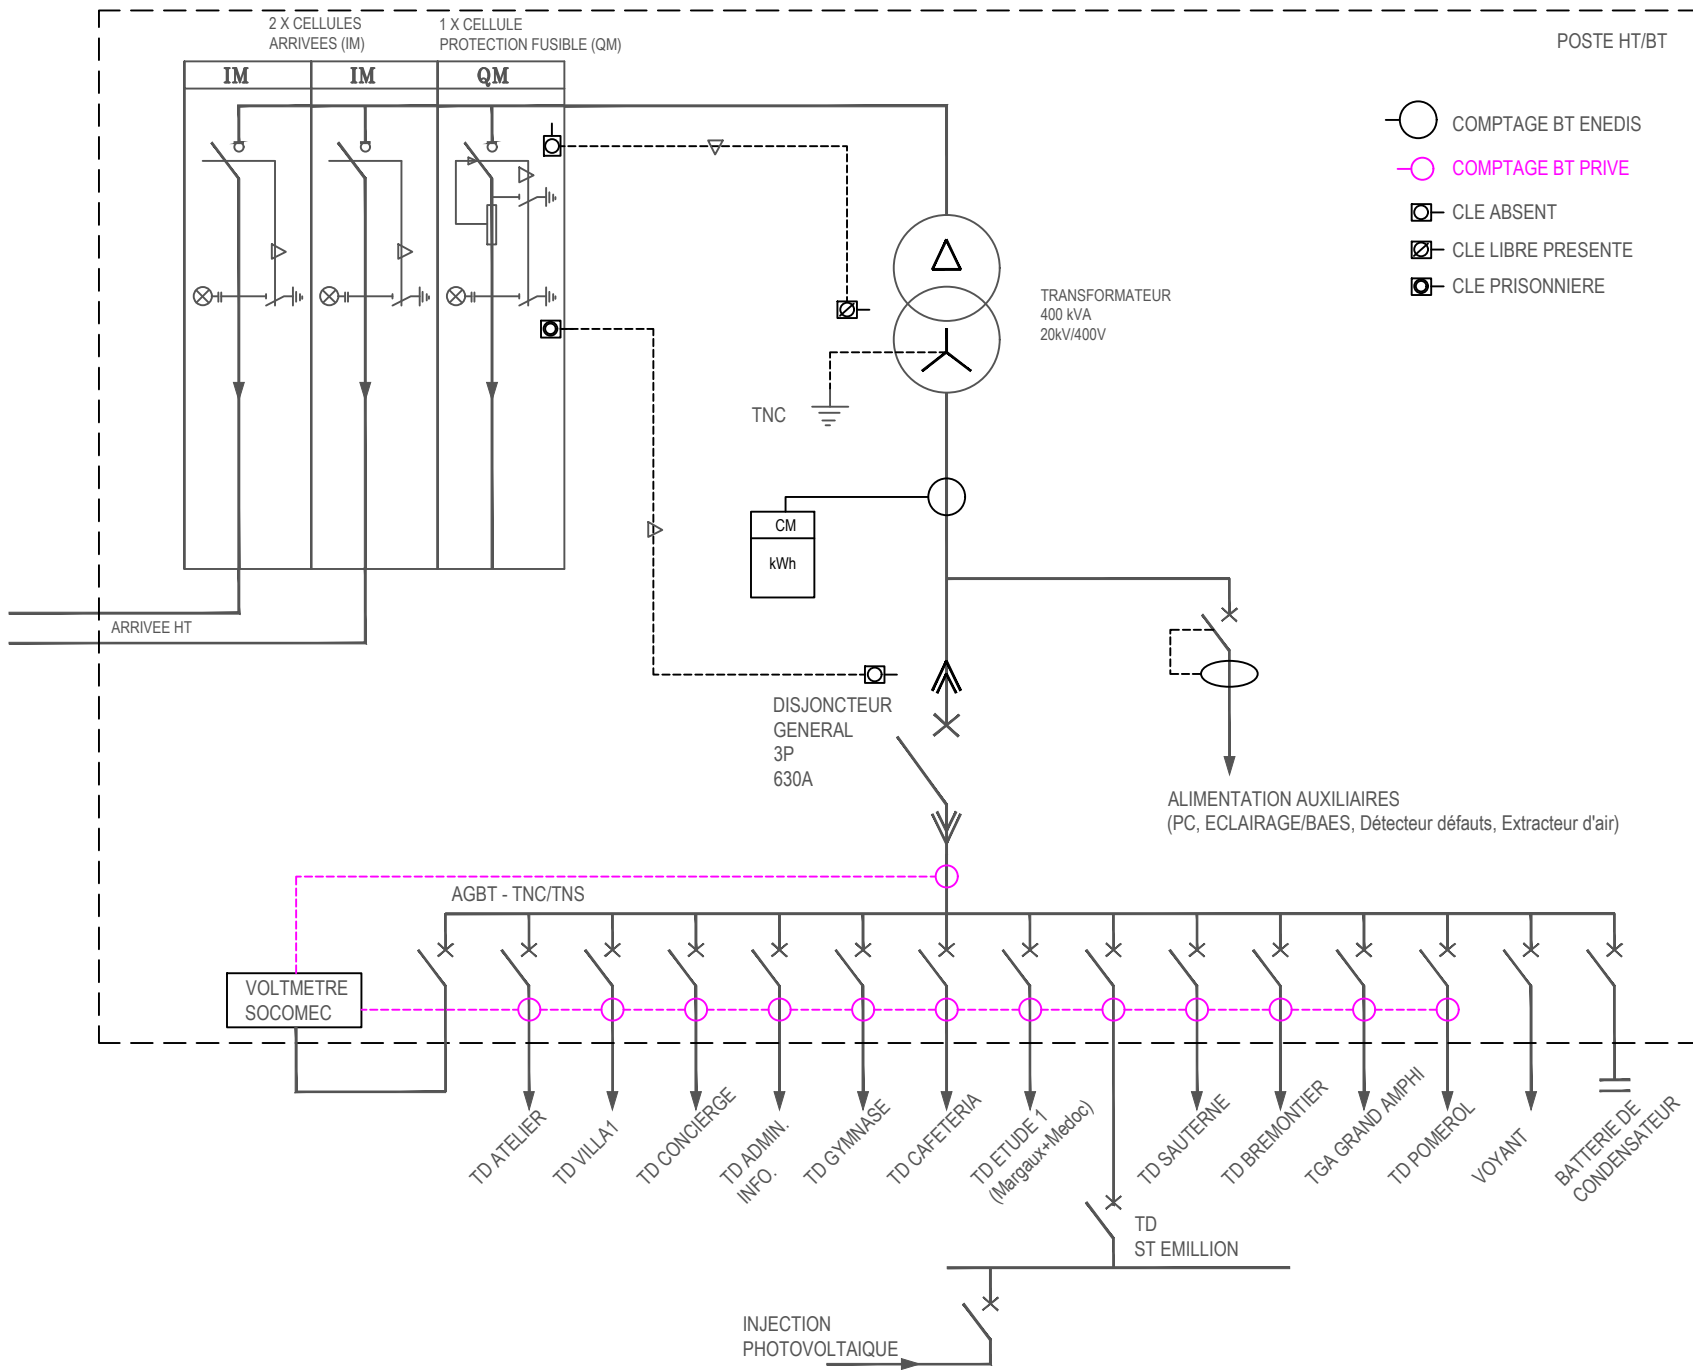 2 X CELLULES
ARRIVEES (IM)
1 X CELLULE
PROTECTION FUSIBLE (QM)
POSTE HT/BT
IM
IM
QM
COMPTAGE BT ENEDIS
COMPTAGE BT PRIVE
CLE ABSENT
CLE LIBRE PRESENTE
CLE PRISONNIERE
TRANSFORMATEUR
400 kVA
20kV/400V
TNC
CM
kWh
ARRIVEE HT
DISJONCTEUR
GENERAL
3P
630A
ALIMENTATION AUXILIAIRES
(PC, ECLAIRAGE/BAES, Détecteur défauts, Extracteur d'air)
AGBT - TNC/TNS
VOLTMETRE
SOCOMEC
TD ATELIER
TD VILLA1
TD CONCIERGE
TD ADMIN.
INFO.
TD GYMNASE
TD CAFETERIA
TD ETUDE 1
(Margaux+Medoc)
TD SAUTERNE
TD BREMONTIER
TGA GRAND AMPHI
TD POMEROL
VOYANT
BATTERIE DE
CONDENSATEUR
TD
ST EMILLION
INJECTION
PHOTOVOLTAIQUE